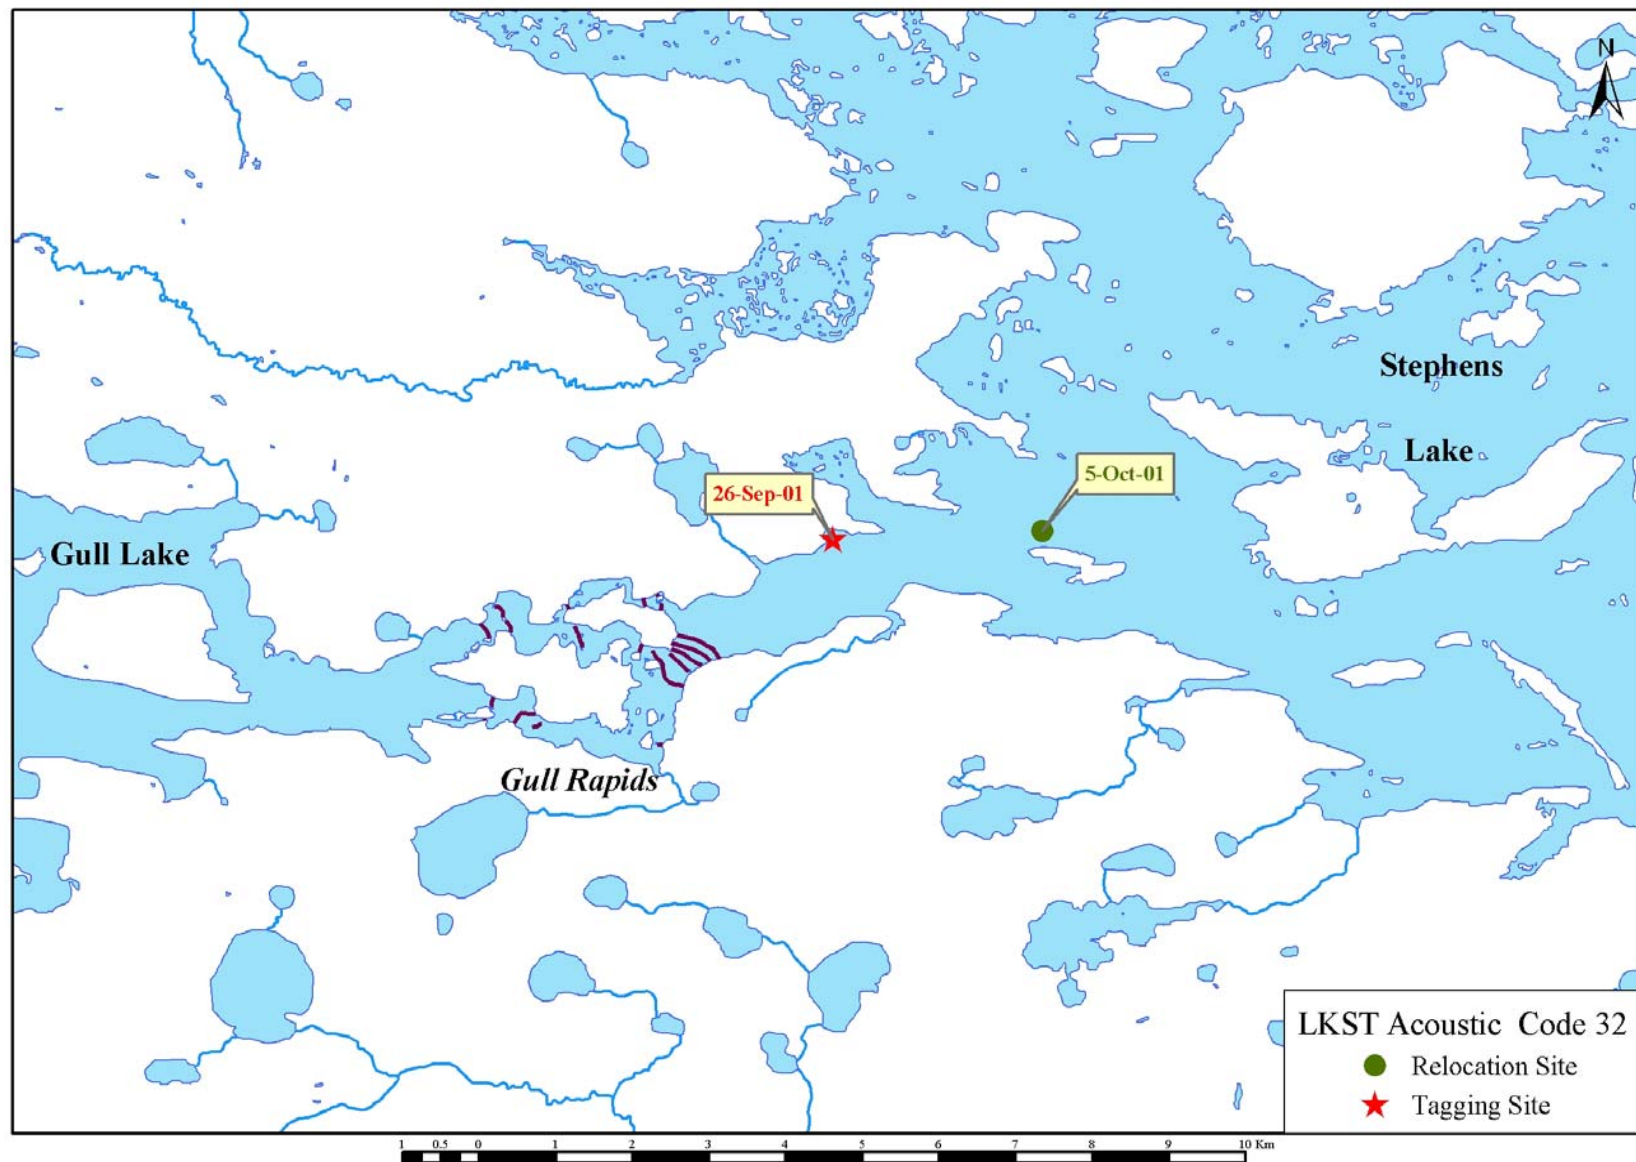 N
Stephens
Lake
5-Oct-01
26-Sep-01
Gull Lake
Gull Rapids
LKST Acoustic Code 32
Relocation Site
Tagging Site
1 0.5 0 1 2 3 4 5 6 7 8 9 10 Km